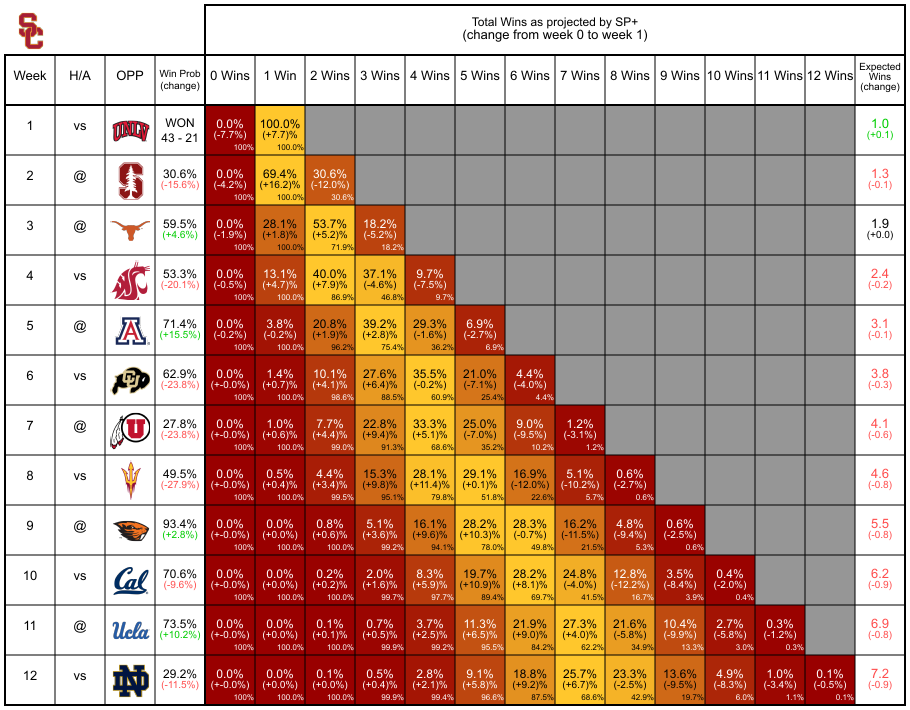 SC
Total Wins as projected by SP+
(change from week 0 to week 1)
Week H/A OPP Win Prob (change) 0 Wins 1 Win 2 Wins 3 Wins 4 Wins 5 Wins 6 Wins 7 Wins 8 Wins 9 Wins 10 Wins 11 Wins 12 Wins Expected Wins (change)
1 vs UNLV WON 0.0% 100.0% 1.0
43 - 21 (-7.7%) (+7.7)% (+0.1)
100% 100.0%
2 @ S 30.6% 0.0% 69.4% 30.6% 1.3
(-15.6%) (-4.2%) (+16.2)% (-12.0%) (-0.1)
100% 100.0% 30.6%
3 @ 59.5% 0.0% 28.1% 53.7% 18.2% 1.9
(+4.6%) (-1.9%) (+1.8)% (+5.2)% (-5.2%) (+0.0)
100% 100.0% 71.9% 18.2%
4 vs 53.3% 0.0% 13.1% 40.0% 37.1% 9.7% 2.4
(-20.1%) (-0.5%) (+4.7)% (+7.9)% (-4.6%) (-7.5%) (-0.2)
100% 100.0% 86.9% 46.8% 9.7%
5 @ A 71.4% 0.0% 3.8% 20.8% 39.2% 29.3% 6.9% 3.1
(+15.5%) (-0.2%) (-0.2%) (+1.9)% (+2.8)% (-1.6%) (-2.7%) (-0.1)
100% 100.0% 96.2% 75.4% 36.2% 6.9%
6 vs CU 62.9% 0.0% 1.4% 10.1% 27.6% 35.5% 21.0% 4.4% 3.8
(-23.8%) (+-0.0%) (+0.7)% (+4.1)% (+6.4)% (-0.2%) (-7.1%) (-4.0%) (-0.3)
100% 100.0% 98.6% 88.5% 60.9% 25.4% 4.4%
7 @ U 27.8% 0.0% 1.0% 7.7% 22.8% 33.3% 25.0% 9.0% 1.2% 4.1
(-23.8%) (+-0.0%) (+0.6)% (+4.4)% (+9.4)% (+5.1)% (-7.0%) (-9.5%) (-3.1%) (-0.6)
100% 100.0% 99.0% 91.3% 68.6% 35.2% 10.2% 1.2%
8 vs 49.5% 0.0% 0.5% 4.4% 15.3% 28.1% 29.1% 16.9% 5.1% 0.6% 4.6
(-27.9%) (+-0.0%) (+0.4)% (+3.4)% (+9.8)% (+11.4)% (+0.1)% (-12.0%) (-10.2%) (-2.7%) (-0.8)
100% 100.0% 99.5% 95.1% 79.8% 51.8% 22.6% 5.7% 0.6%
9 @ 93.4% 0.0% 0.0% 0.8% 5.1% 16.1% 28.2% 28.3% 16.2% 4.8% 0.6% 5.5
(+2.8%) (+-0.0%) (+0.0)% (+0.6)% (+3.6)% (+9.6)% (+10.3)% (-0.7%) (-11.5%) (-9.4%) (-2.5%) (-0.8)
100% 100.0% 100.0% 99.2% 94.1% 78.0% 49.8% 21.5% 5.3% 0.6%
10 vs Cal 70.6% 0.0% 0.0% 0.2% 2.0% 8.3% 19.7% 28.2% 24.8% 12.8% 3.5% 0.4% 6.2
(-9.6%) (+-0.0%) (+0.0)% (+0.2)% (+1.6)% (+5.9)% (+10.9)% (+8.1)% (-4.0%) (-12.2%) (-8.4%) (-2.0%) (-0.9)
100% 100.0% 100.0% 99.7% 97.7% 89.4% 69.7% 41.5% 16.7% 3.9% 0.4%
11 @ Ucla 73.5% 0.0% 0.0% 0.1% 0.7% 3.7% 11.3% 21.9% 27.3% 21.6% 10.4% 2.7% 0.3% 6.9
(+10.2%) (+-0.0%) (+0.0)% (+0.1)% (+0.5)% (+2.5)% (+6.5)% (+9.0)% (+4.0)% (-5.8%) (-9.9%) (-5.8%) (-1.2%) (-0.8)
100% 100.0% 100.0% 99.9% 99.2% 95.5% 84.2% 62.2% 34.9% 13.3% 3.0% 0.3%
12 vs ND 29.2% 0.0% 0.0% 0.1% 0.5% 2.8% 9.1% 18.8% 25.7% 23.3% 13.6% 4.9% 1.0% 0.1% 7.2
(-11.5%) (+-0.0%) (+0.0)% (+0.0)% (+0.4)% (+2.1)% (+5.8)% (+9.2)% (+6.7)% (-2.5%) (-9.5%) (-8.3%) (-3.4%) (-0.5%) (-0.9)
100% 100.0% 100.0% 99.9% 99.4% 96.6% 87.5% 68.6% 42.9% 19.7% 6.0% 1.1% 0.1%